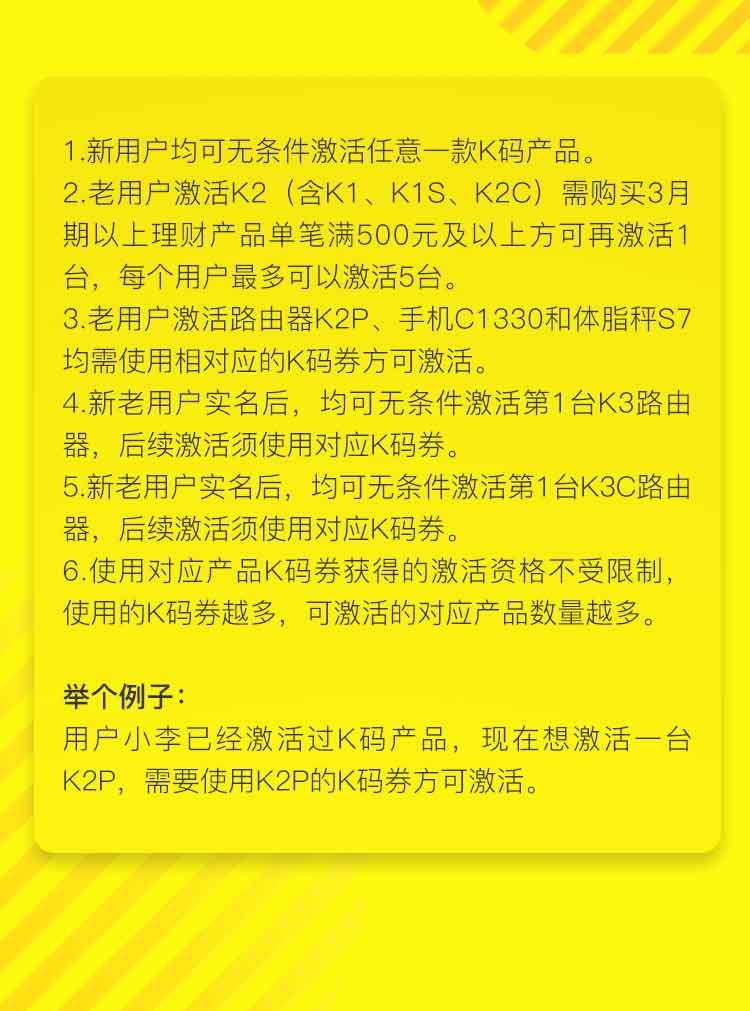 1.新用户均可无条件激活任意一款K码产品。
2.老用户激活K2（含K1、K1S、K2C）需购买3月
期以上理财产品单笔满500元及以上方可再激活1
台，每个用户最多可以激活5台。
3.老用户激活路由器K2P、手机C1330和体脂秤S7
均需使用相对应的K码券方可激活。
4.新老用户实名后，均可无条件激活第1台K3路由
器，后续激活须使用对应K码券。
5.新老用户实名后，均可无条件激活第1台K3C路由
器，后续激活须使用对应K码券。
6.使用对应产品K码券获得的激活资格不受限制，
使用的K码券越多，可激活的对应产品数量越多。
举个例子：
用户小李已经激活过K码产品，现在想激活一台
K2P，需要使用K2P的K码券方可激活。